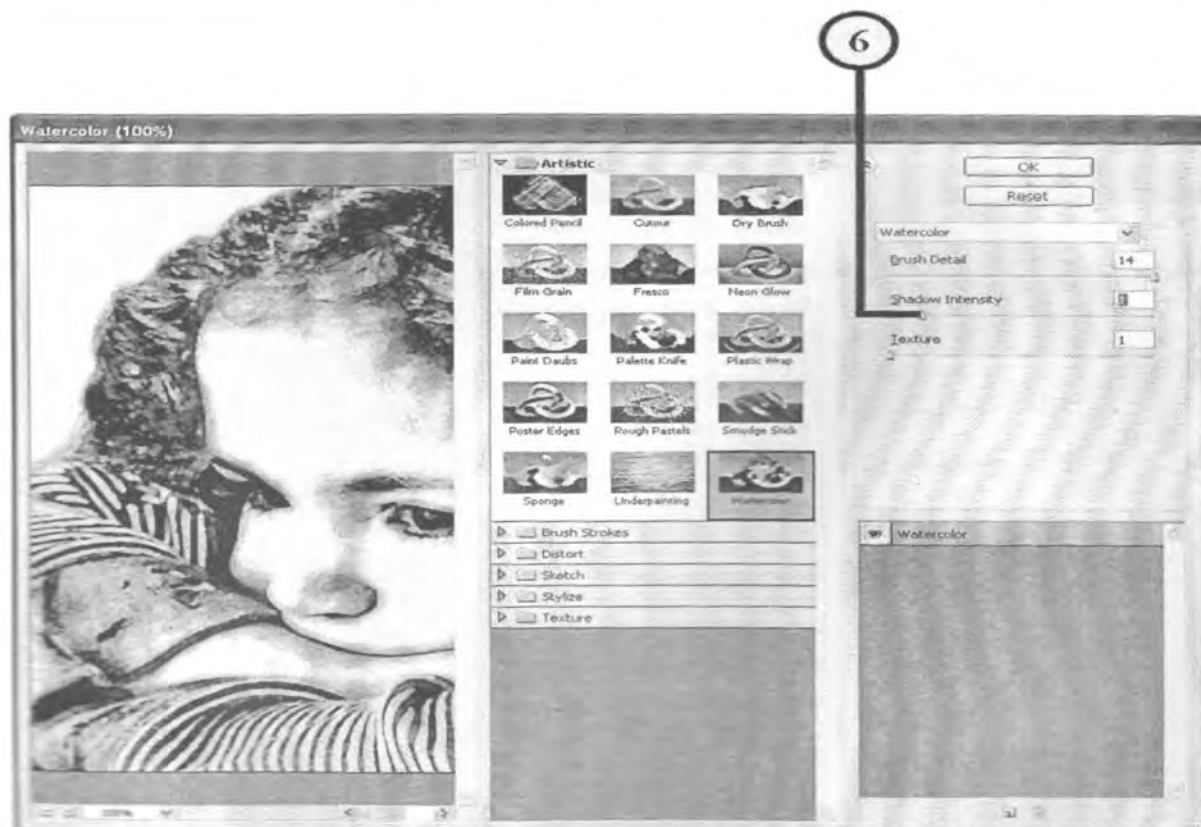 6
Watercolor (100%)
Artistic
Colored Pencil Cutout Dry Brush
Film Grain Fresco Neon Glow
Paint Daubs Palette Knife Plastic Wrap
Poster Edges Rough Pastels Smudge Stick
Sponge Underpainting Watercolor
Brush Strokes
Distort
Sketch
Stylize
Texture
100%
OK
Reset
Watercolor
Brush Detail 14
Shadow Intensity
Texture 1
Watercolor